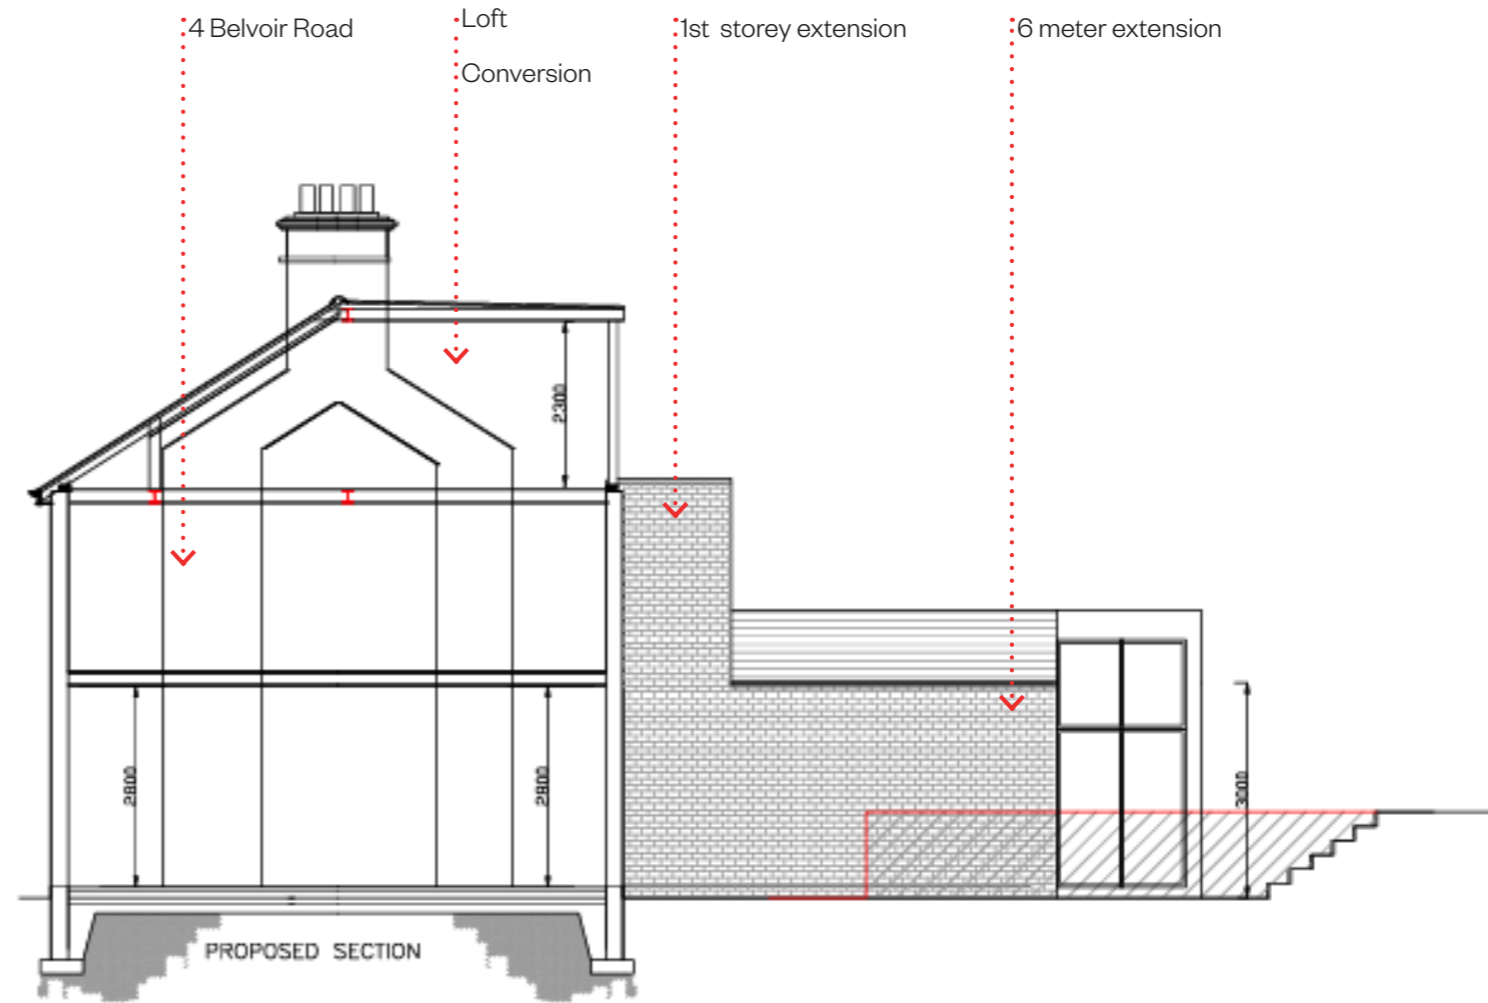 4 Belvoir Road
Loft
Conversion
1st storey extension
6 meter extension
2300
2800
2800
3000
PROPOSED SECTION